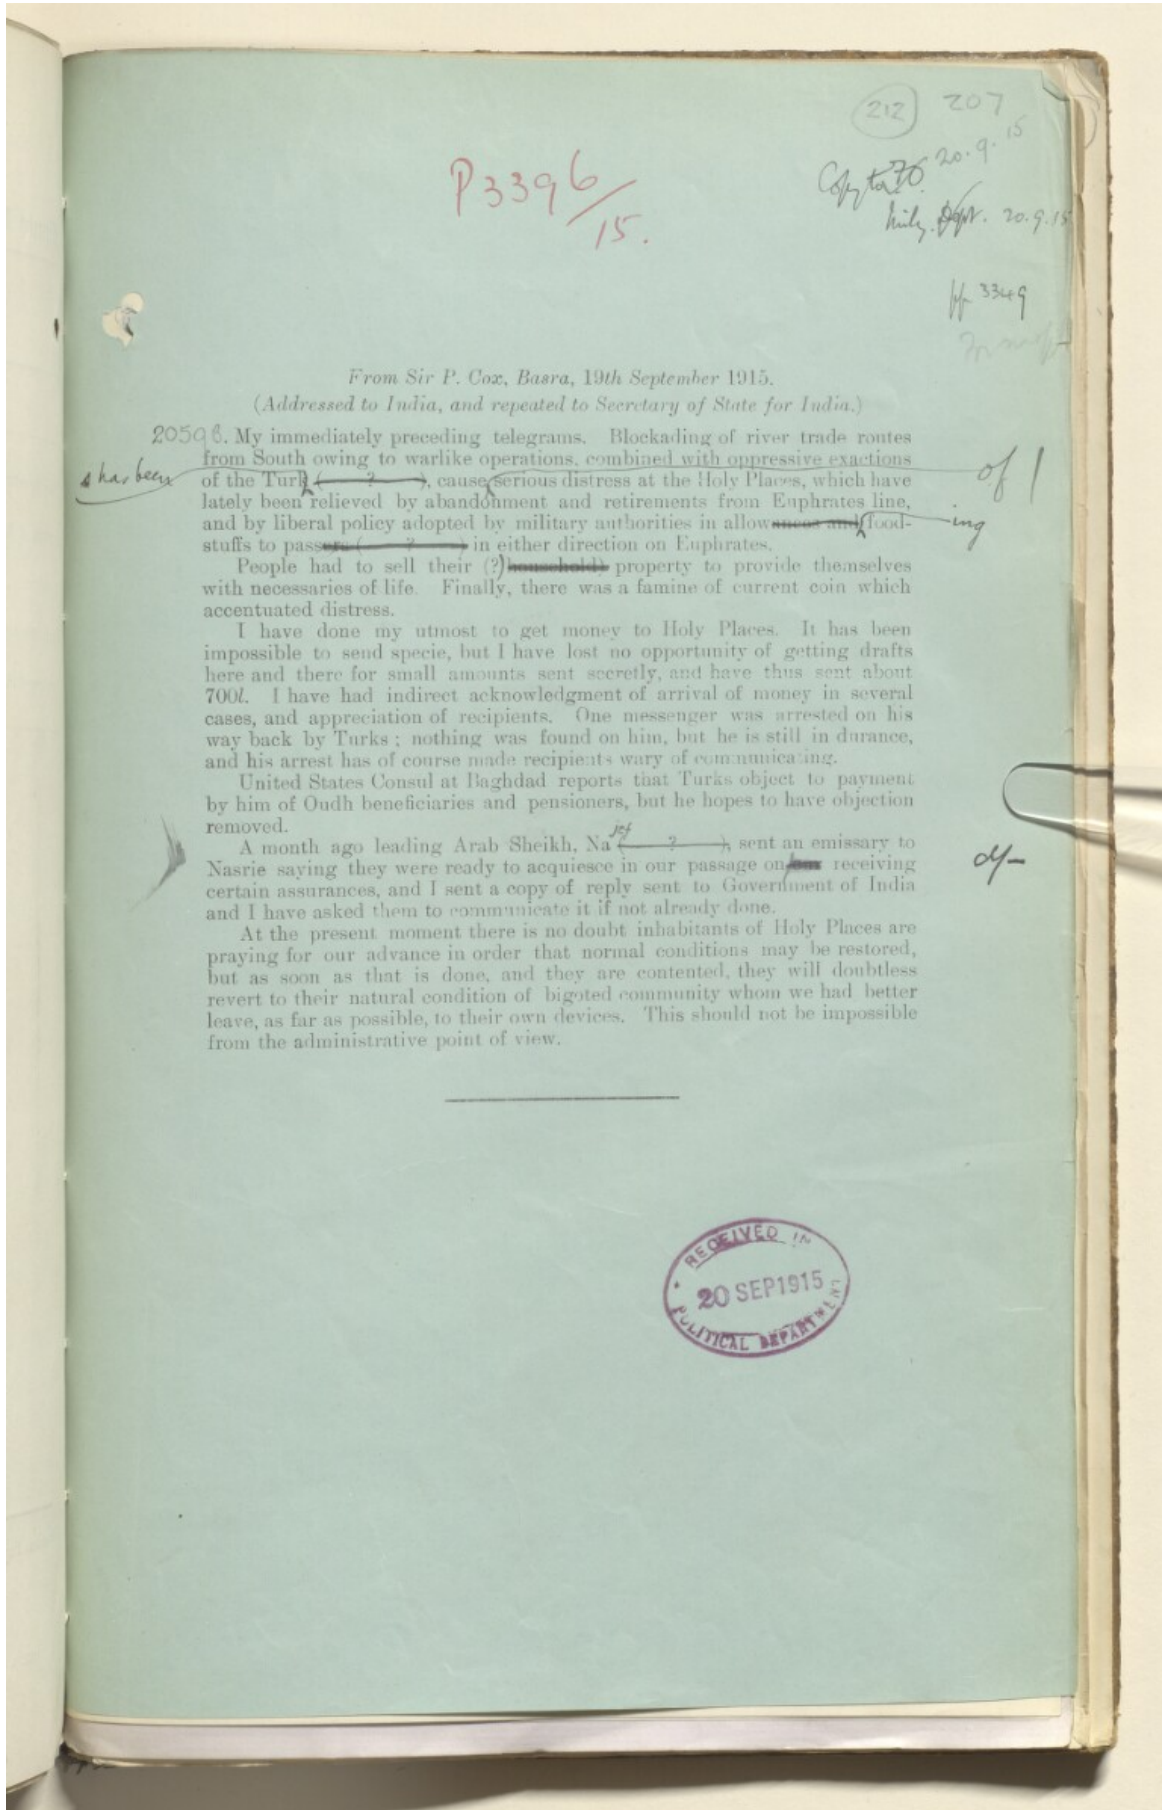 212 207
P3396/15.
Copy to FO. 20.9.15
Mily. Dept. 20.9.15
pp 3349
From Sir P. Cox, Basra, 19th September 1915.
(Addressed to India, and repeated to Secretary of State for India.)
2059 B. My immediately preceding telegrams. Blockading of river trade routes
from South owing to warlike operations, combined with oppressive exactions
s has been of the Turk ( ? ), cause serious distress at the Holy Places, which have of
lately been relieved by abandonment and retirements from Euphrates line,
and by liberal policy adopted by military authorities in allowances and food- ing
stuffs to passers ( ? ) in either direction on Euphrates.
People had to sell their (? household) property to provide themselves
with necessaries of life. Finally, there was a famine of current coin which
accentuated distress.
I have done my utmost to get money to Holy Places. It has been
impossible to send specie, but I have lost no opportunity of getting drafts
here and there for small amounts sent secretly, and have thus sent about
700l. I have had indirect acknowledgment of arrival of money in several
cases, and appreciation of recipients. One messenger was arrested on his
way back by Turks ; nothing was found on him, but he is still in durance,
and his arrest has of course made recipients wary of communicating.
United States Consul at Baghdad reports that Turks object to payment
by him of Oudh beneficiaries and pensioners, but he hopes to have objection
removed.
jef
A month ago leading Arab Sheikh, Na ( ? ), sent an emissary to
Nasrie saying they were ready to acquiesce in our passage on receiving
certain assurances, and I sent a copy of reply sent to Government of India
and I have asked them to communicate it if not already done.
At the present moment there is no doubt inhabitants of Holy Places are
praying for our advance in order that normal conditions may be restored,
but as soon as that is done, and they are contented, they will doubtless
revert to their natural condition of bigoted community whom we had better
leave, as far as possible, to their own devices. This should not be impossible
from the administrative point of view.
RECEIVED IN
20 SEP 1915
POLITICAL DEPARTMENT